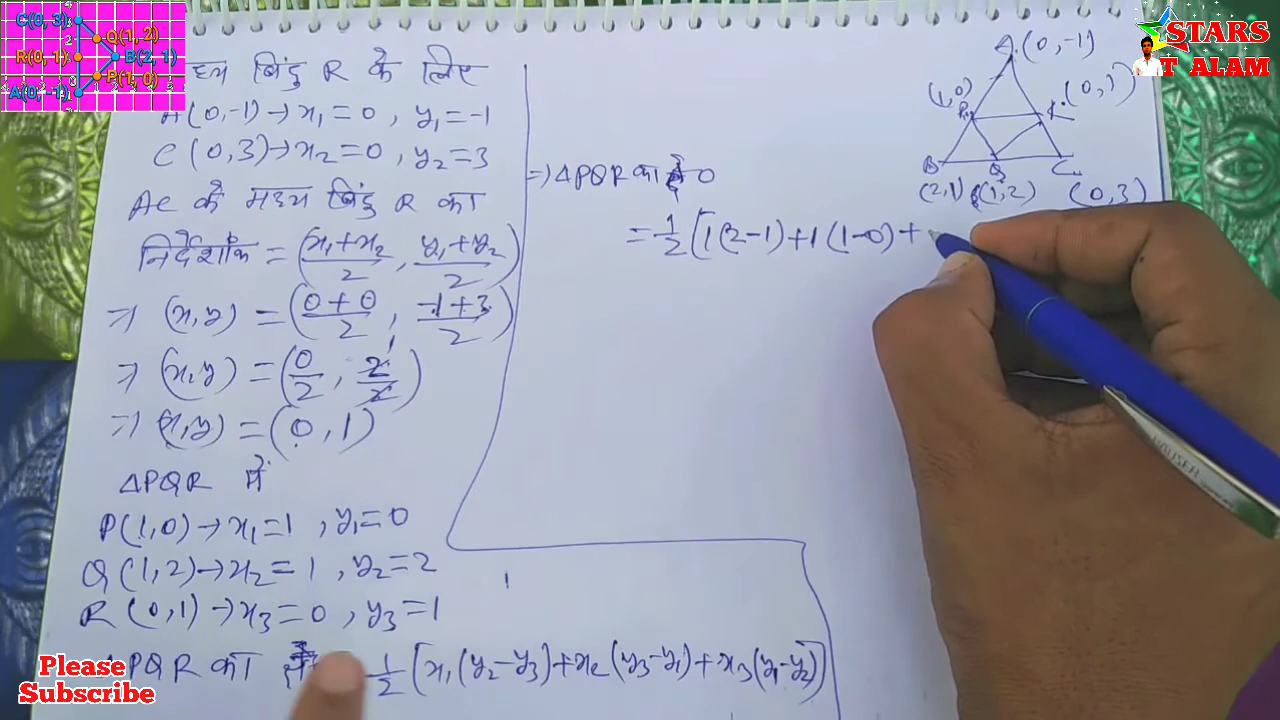 C(0, 3)
Q(1, 2)
R(0, 1)
B(2, 1)
P(1, 0)
A(0, -1)
STARS
T ALAM
मध्य बिंदु R के लिए
A(0,-1)→x₁=0, y₁=-1
C(0,3)→x₂=0, y₂=3
AC के मध्य बिंदु R का
निर्देशांक = (x₁+x₂/2, y₁+y₂/2)
⇒ (x,y) = (0+0/2, -1+3/2)
⇒ (x,y) = (0/2, 2/2) 1
⇒ (x,y) = (0,1)
ΔPQR में
P(1,0)→x₁=1, y₁=0
Q(1,2)→x₂=1, y₂=2
R(0,1)→x₃=0, y₃=1
ΔPQR का 1/2[x₁(y₂-y₃)+x₂(y₃-y₁)+x₃(y₁-y₂)]
⇒ ΔPQR का
= 1/2[1(2-1)+1(1-0)+
A(0,-1)
(1,0)
P
R(0,1)
B
Q
C
(2,1)
(1,2)
(0,3)
HAUSER
Please
Subscribe